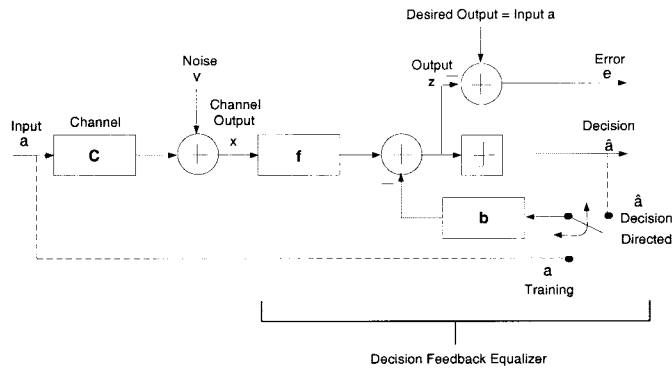 Desired Output = Input a
Noise
v
Output
z
Error
e
Input
a
Channel
C
Channel
Output
x
f
Decision
â
b
â
Decision
Directed
a
Training
Decision Feedback Equalizer